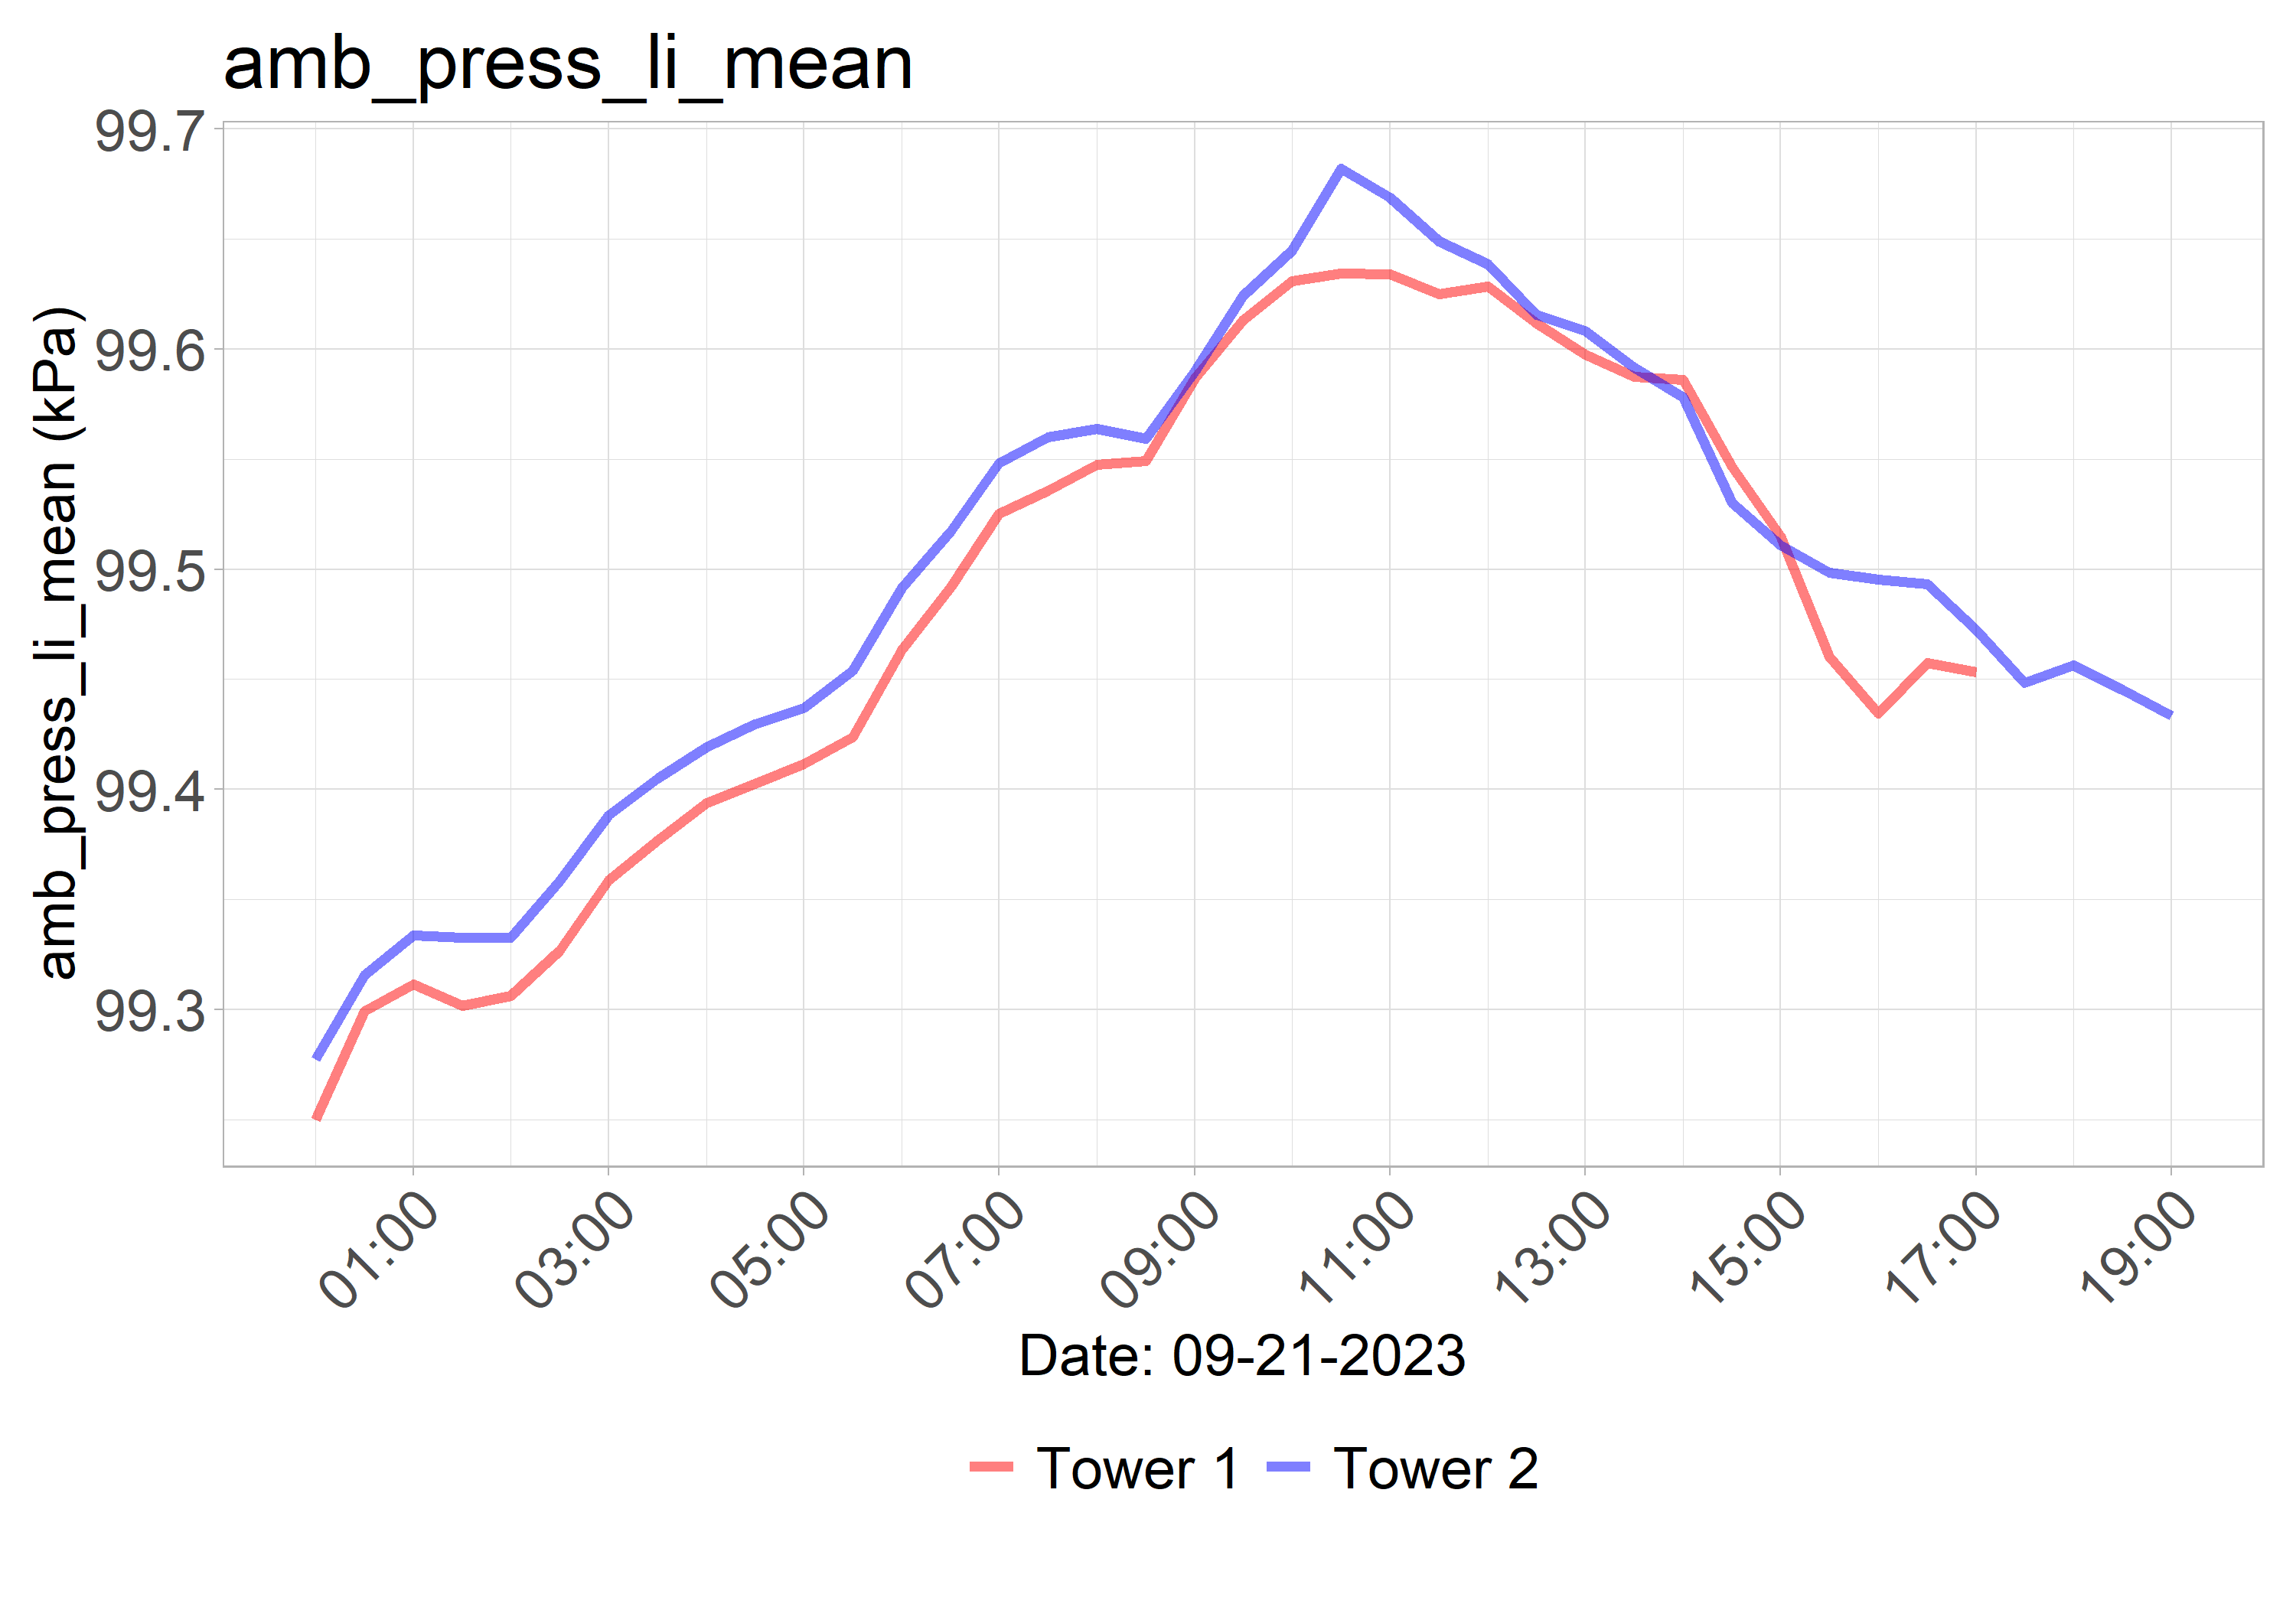 amb_press_li_mean
99.7
99.6
99.5
99.4
99.3
amb_press_li_mean (kPa)
01:00 03:00 05:00 07:00 09:00 11:00 13:00 15:00 17:00 19:00
Date: 09-21-2023
Tower 1 Tower 2